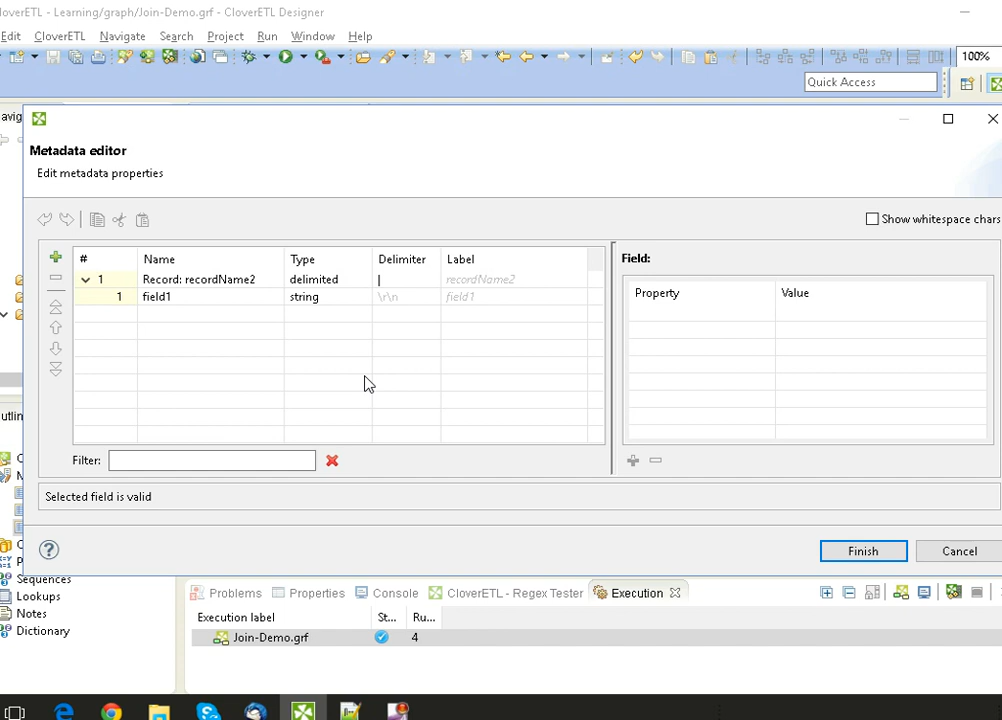 loverETL - Learning/graph/Join-Demo.grf - CloverETL Designer
Edit CloverETL Navigate Search Project Run Window Help
100%
Quick Access
avig
Metadata editor
Edit metadata properties
Show whitespace chars
# Name Type Delimiter Label
1 Record: recordName2 delimited | recordName2
1 field1 string \r\n field1
Field:
Property Value
Filter:
Selected field is valid
Finish Cancel
utlin
Sequences
Lookups
Notes
Dictionary
Problems Properties Console CloverETL - Regex Tester Execution
Execution label St... Ru...
Join-Demo.grf 4